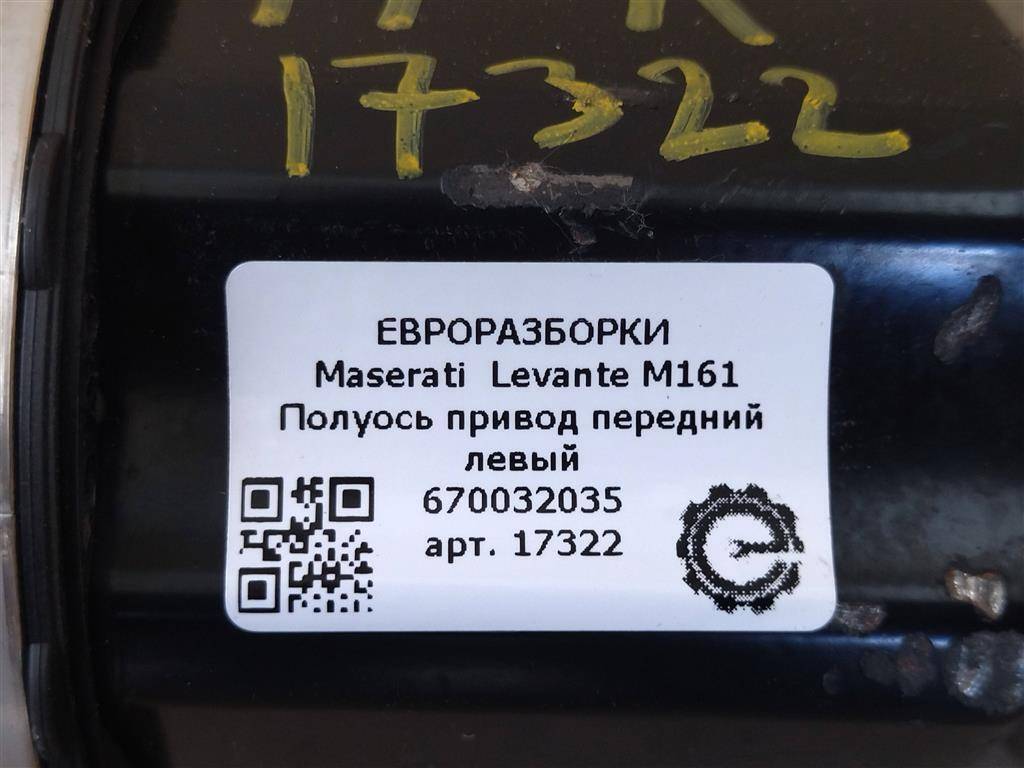 17322
ЕВРОРАЗБОРКИ
Maserati Levante M161
Полуось привод передний
левый
670032035
арт. 17322